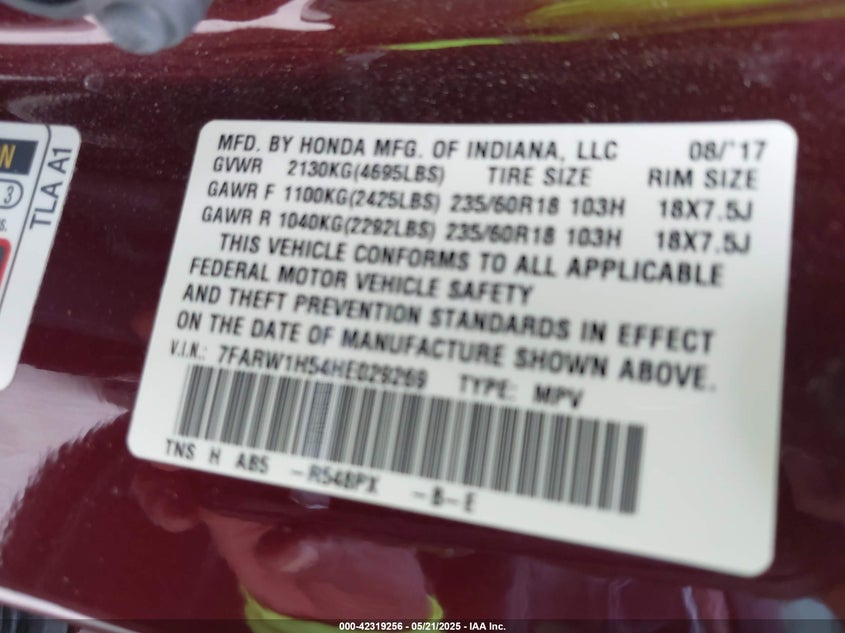 N
3
S.
TLA A1
MFD. BY HONDA MFG. OF INDIANA, LLC 08/'17
GVWR 2130KG(4695LBS) TIRE SIZE RIM SIZE
GAWR F 1100KG(2425LBS) 235/60R18 103H 18X7.5J
GAWR R 1040KG(2292LBS) 235/60R18 103H 18X7.5J
THIS VEHICLE CONFORMS TO ALL APPLICABLE
FEDERAL MOTOR VEHICLE SAFETY
AND THEFT PREVENTION STANDARDS IN EFFECT
ON THE DATE OF MANUFACTURE SHOWN ABOVE.
V.I.N.: 7FARW1H54HE029269 TYPE: MPV
TNS H AB5 -R548PX -B-E
000-42319256 - 05/21/2025 - IAA Inc.